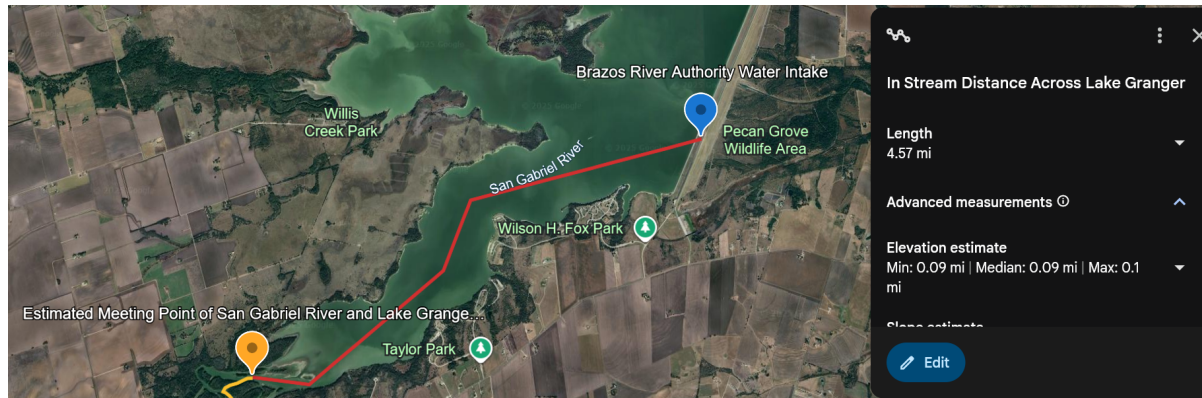 Brazos River Authority Water Intake
Willis
Creek Park
Pecan Grove
Wildlife Area
San Gabriel River
Wilson H. Fox Park
Estimated Meeting Point of San Gabriel River and Lake Grange...
Taylor Park
In Stream Distance Across Lake Granger
Length
4.57 mi
Advanced measurements
Elevation estimate
Min: 0.09 mi | Median: 0.09 mi | Max: 0.1
mi
Slope estimate
Edit